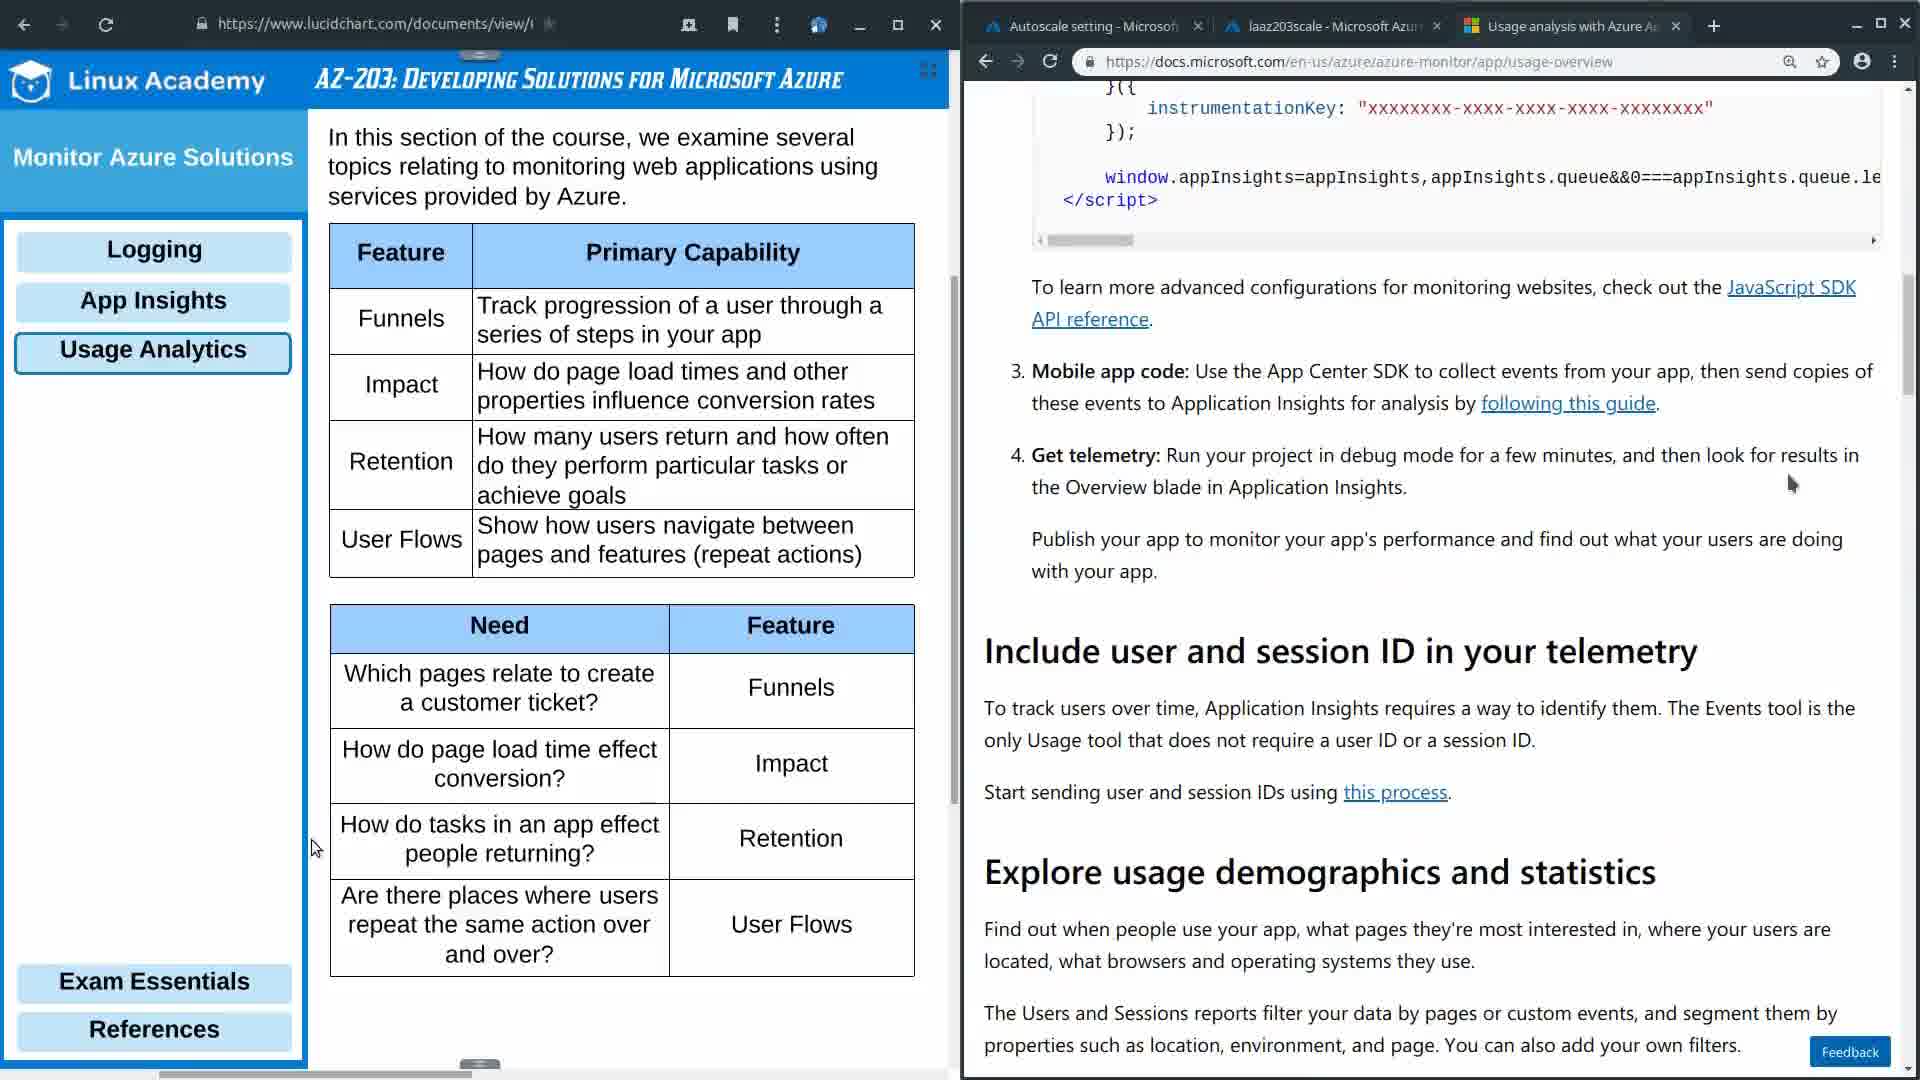 https://www.lucidchart.com/documents/view/
Linux Academy
AZ-203: Developing Solutions for Microsoft Azure
Monitor Azure Solutions
Logging
App Insights
Usage Analytics
Exam Essentials
References
In this section of the course, we examine several
topics relating to monitoring web applications using
services provided by Azure.
Feature Primary Capability
Funnels Track progression of a user through a
series of steps in your app
Impact How do page load times and other
properties influence conversion rates
Retention How many users return and how often
do they perform particular tasks or
achieve goals
User Flows Show how users navigate between
pages and features (repeat actions)
Need Feature
Which pages relate to create
a customer ticket?
Funnels
How do page load time effect
conversion?
Impact
How do tasks in an app effect
people returning?
Retention
Are there places where users
repeat the same action over
and over?
User Flows
Autoscale setting - Microsoft
laaz203scale - Microsoft Azur
Usage analysis with Azure A
https://docs.microsoft.com/en-us/azure/azure-monitor/app/usage-overview
}({
instrumentationKey: "xxxxxxxx-xxxx-xxxx-xxxx-xxxxxxxx"
});
window.appInsights=appInsights,appInsights.queue&&0===appInsights.queue.le
</script>
To learn more advanced configurations for monitoring websites, check out the JavaScript SDK
API reference.
3. Mobile app code: Use the App Center SDK to collect events from your app, then send copies of
these events to Application Insights for analysis by following this guide.
4. Get telemetry: Run your project in debug mode for a few minutes, and then look for results in
the Overview blade in Application Insights.
Publish your app to monitor your app's performance and find out what your users are doing
with your app.
Include user and session ID in your telemetry
To track users over time, Application Insights requires a way to identify them. The Events tool is the
only Usage tool that does not require a user ID or a session ID.
Start sending user and session IDs using this process.
Explore usage demographics and statistics
Find out when people use your app, what pages they're most interested in, where your users are
located, what browsers and operating systems they use.
The Users and Sessions reports filter your data by pages or custom events, and segment them by
properties such as location, environment, and page. You can also add your own filters.
Feedback